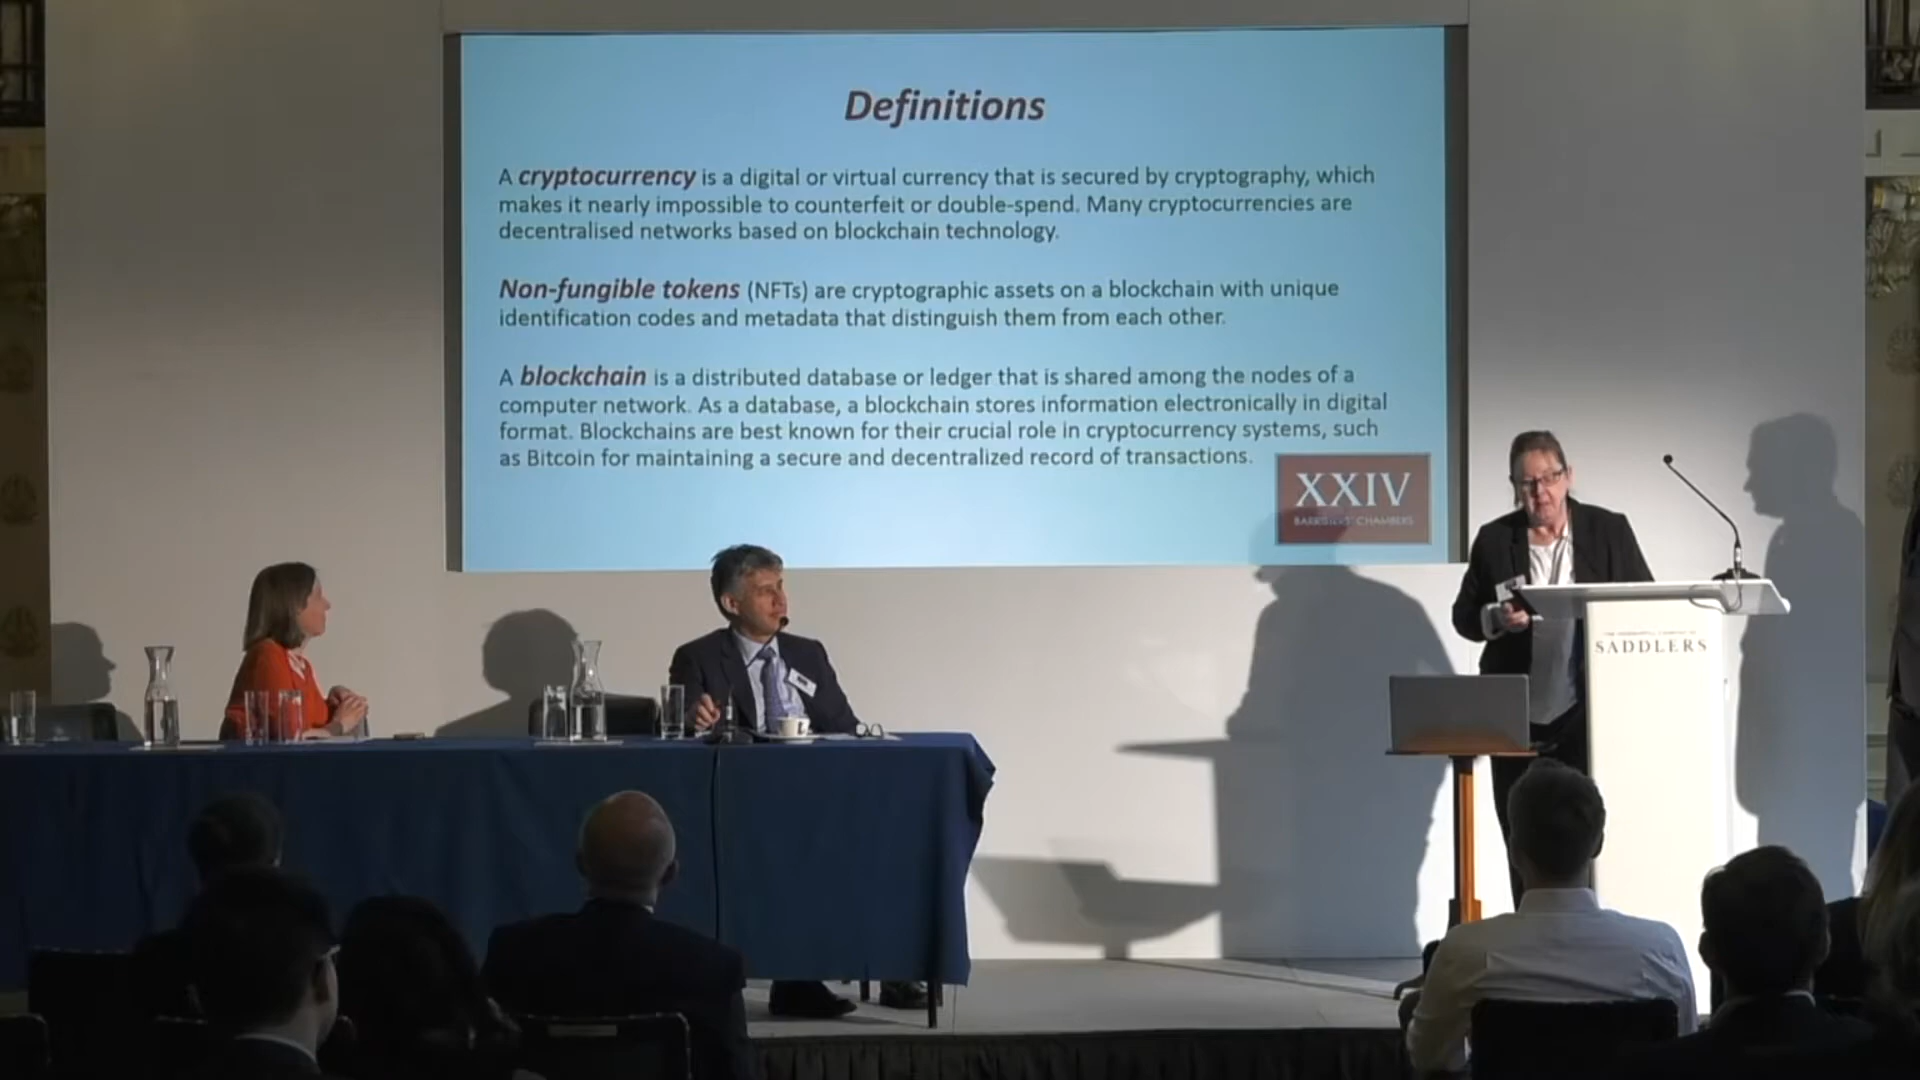 Definitions
A cryptocurrency is a digital or virtual currency that is secured by cryptography, which
makes it nearly impossible to counterfeit or double-spend. Many cryptocurrencies are
decentralised networks based on blockchain technology.
Non-fungible tokens (NFTs) are cryptographic assets on a blockchain with unique
identification codes and metadata that distinguish them from each other.
A blockchain is a distributed database or ledger that is shared among the nodes of a
computer network. As a database, a blockchain stores information electronically in digital
format. Blockchains are best known for their crucial role in cryptocurrency systems, such
as Bitcoin for maintaining a secure and decentralized record of transactions.
XXIV
BARRISTERS' CHAMBERS
SADDLERS